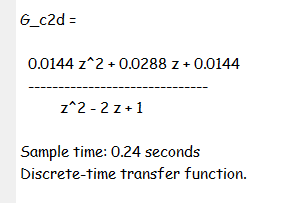 G_c2d =
0.0144 z^2 + 0.0288 z + 0.0144
------------------------------
z^2 - 2 z + 1
Sample time: 0.24 seconds
Discrete-time transfer function.